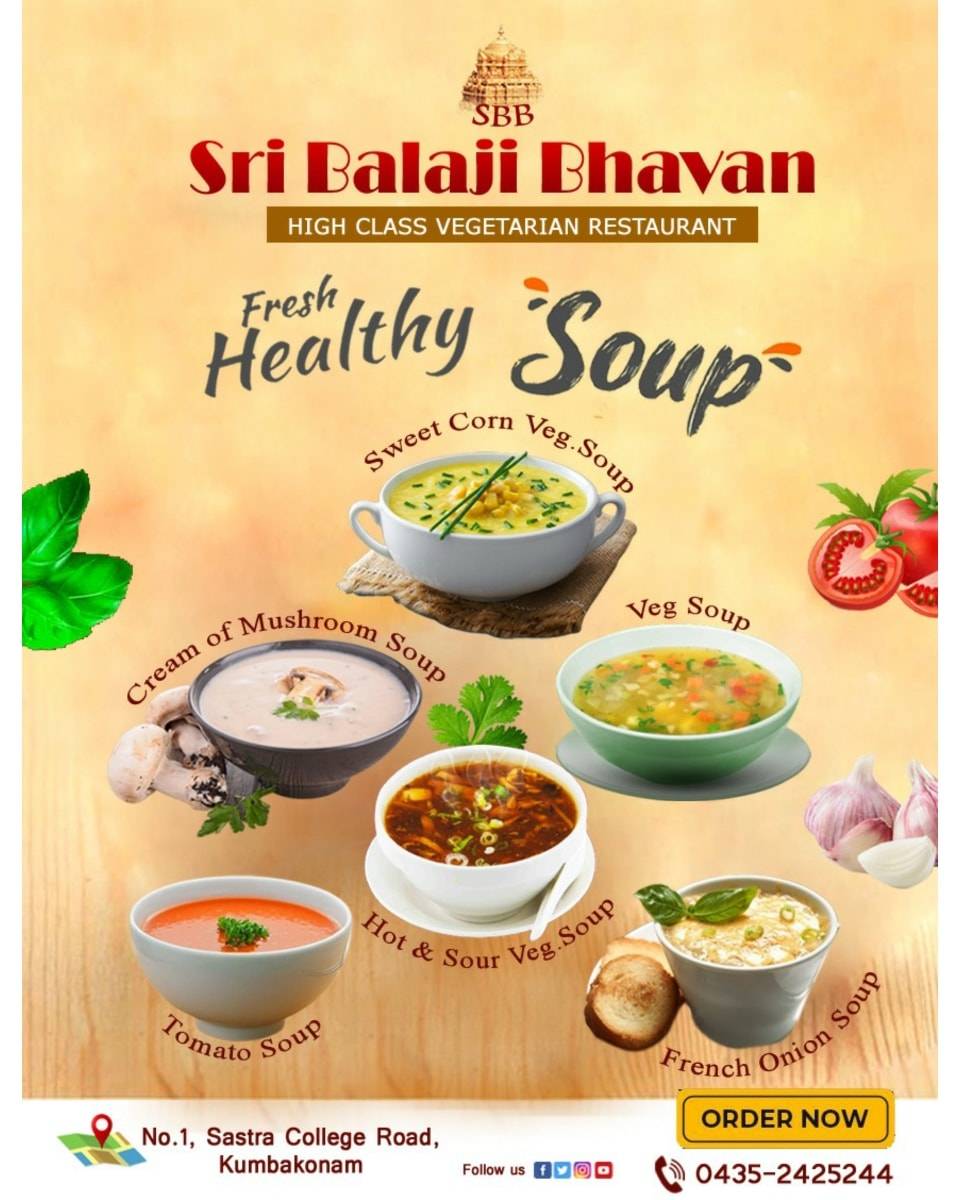 SBB
Sri Balaji Bhavan
HIGH CLASS VEGETARIAN RESTAURANT
Fresh
Healthy Soup
Sweet Corn Veg.Soup
Cream of Mushroom Soup
Veg Soup
Hot & Sour Veg.Soup
Tomato Soup
French Onion Soup
ORDER NOW
No.1, Sastra College Road,
Kumbakonam
Follow us
0435-2425244